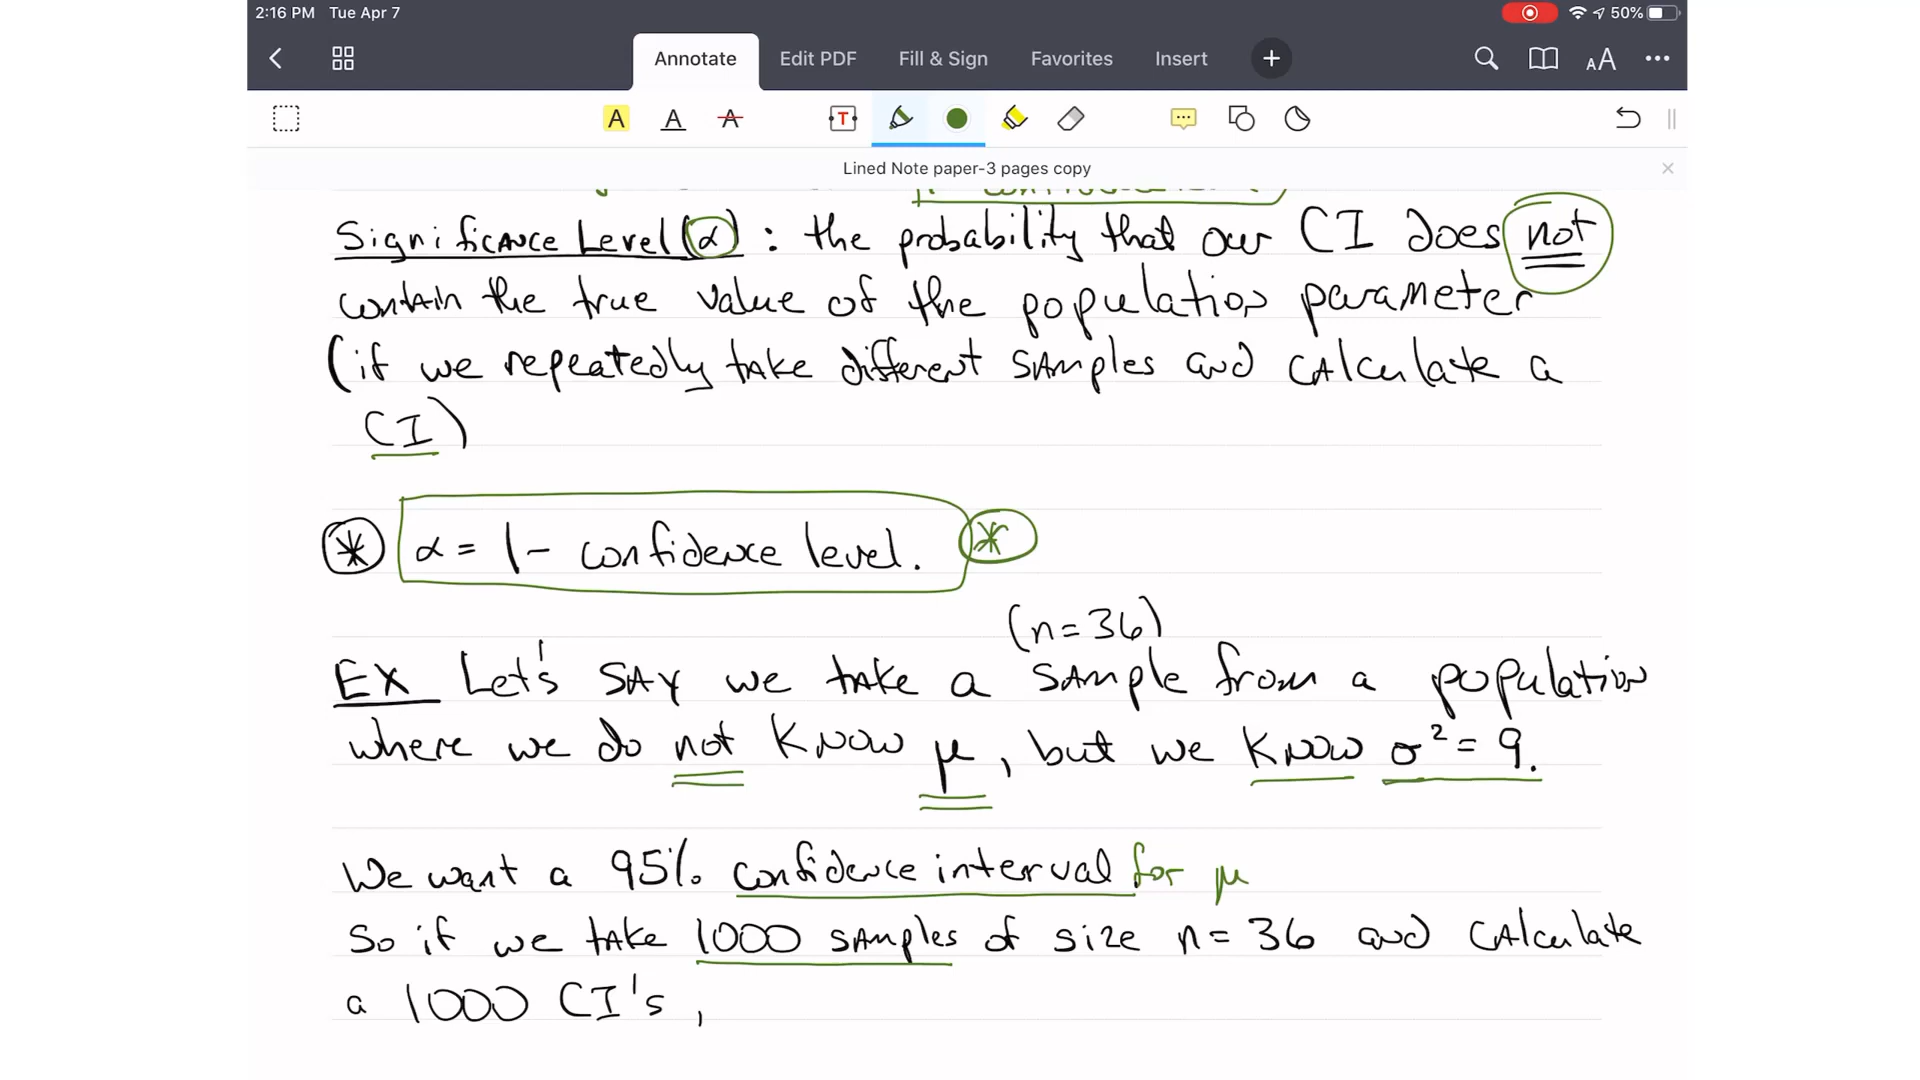 2:16 PM Tue Apr 7 50%
Annotate Edit PDF Fill & Sign Favorites Insert AA
A A A T
Lined Note paper-3 pages copy
Significance Level (α) : the probability that our CI does not
contain the true value of the population parameter
(if we repeatedly take different samples and calculate a
CI)
* α = 1 - confidence level. *
(n=36)
EX Let's say we take a sample from a population
where we do not know μ, but we know σ² = 9.
We want a 95% confidence interval for μ
So if we take 1000 samples of size n=36 and calculate
a 1000 CI's ,